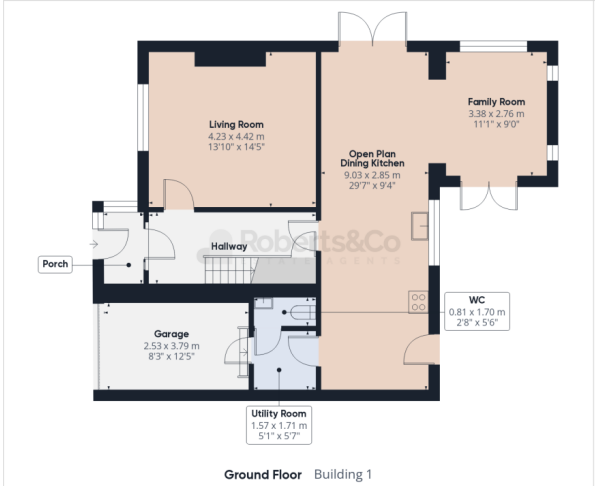 Living Room
4.23 x 4.42 m
13'10" x 14'5"
Family Room
3.38 x 2.76 m
11'1" x 9'0"
Open Plan
Dining Kitchen
9.03 x 2.85 m
29'7" x 9'4"
Roberts&Co
ESTATE AGENTS
Hallway
Porch
WC
0.81 x 1.70 m
2'8" x 5'6"
Garage
2.53 x 3.79 m
8'3" x 12'5"
Utility Room
1.57 x 1.71 m
5'1" x 5'7"
Ground Floor Building 1